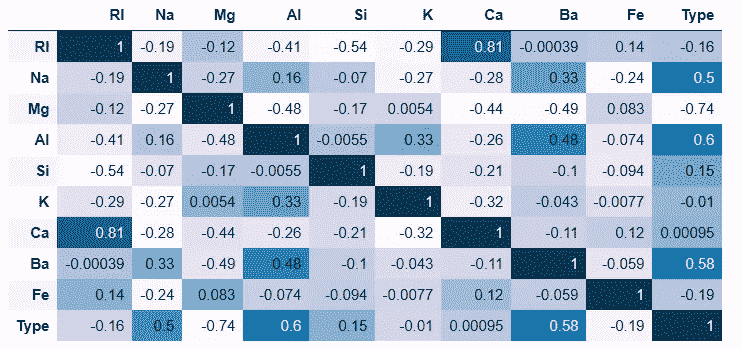 RI Na Mg Al Si K Ca Ba Fe Type
RI 1 -0.19 -0.12 -0.41 -0.54 -0.29 0.81 -0.00039 0.14 -0.16
Na -0.19 1 -0.27 0.16 -0.07 -0.27 -0.28 0.33 -0.24 0.5
Mg -0.12 -0.27 1 -0.48 -0.17 0.0054 -0.44 -0.49 0.083 -0.74
Al -0.41 0.16 -0.48 1 -0.0055 0.33 -0.26 0.48 -0.074 0.6
Si -0.54 -0.07 -0.17 -0.0055 1 -0.19 -0.21 -0.1 -0.094 0.15
K -0.29 -0.27 0.0054 0.33 -0.19 1 -0.32 -0.043 -0.0077 -0.01
Ca 0.81 -0.28 -0.44 -0.26 -0.21 -0.32 1 -0.11 0.12 0.00095
Ba -0.00039 0.33 -0.49 0.48 -0.1 -0.043 -0.11 1 -0.059 0.58
Fe 0.14 -0.24 0.083 -0.074 -0.094 -0.0077 0.12 -0.059 1 -0.19
Type -0.16 0.5 -0.74 0.6 0.15 -0.01 0.00095 0.58 -0.19 1